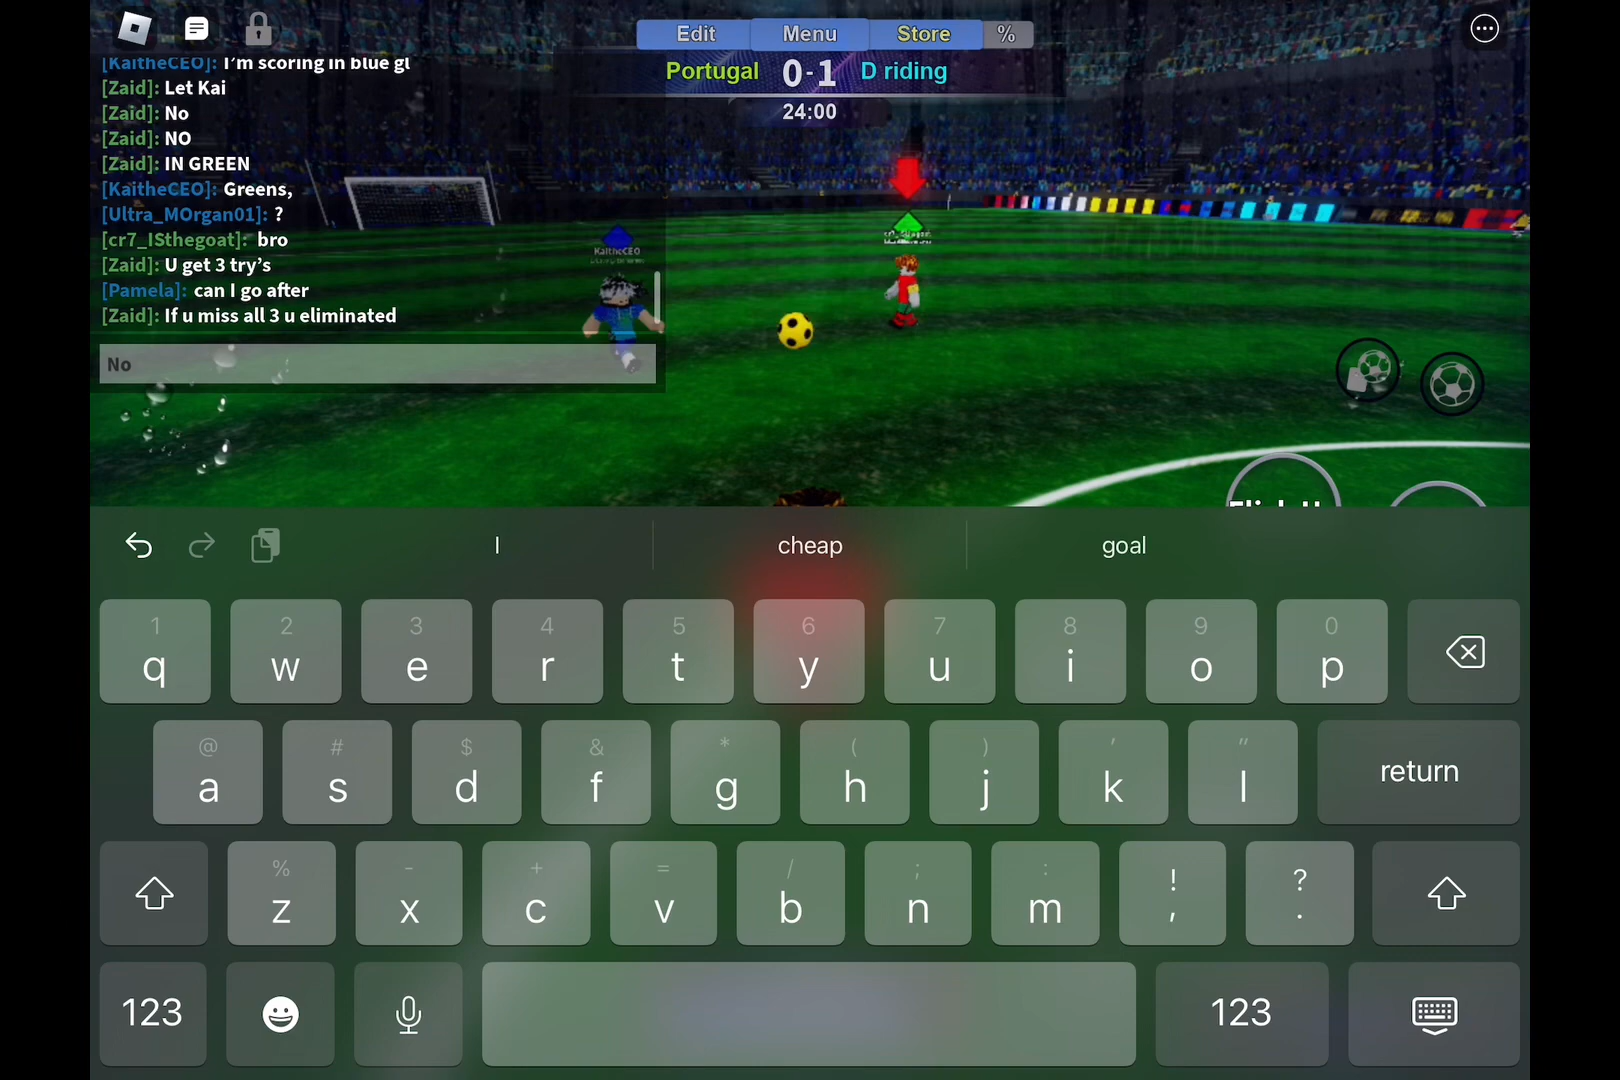 Edit Menu Store %
Portugal 0-1 D riding
24:00
[KaitheCEO]: I'm scoring in blue gl
[Zaid]: Let Kai
[Zaid]: No
[Zaid]: NO
[Zaid]: IN GREEN
[KaitheCEO]: Greens,
[Ultra_MOrgan01]: ?
[cr7_ISthegoat]: bro
[Zaid]: U get 3 try’s
[Pamela]: can I go after
[Zaid]: If u miss all 3 u eliminated
No
KaitheCEO
I cheap goal
1 2 3 4 5 6 7 8 9 0
q w e r t y u i o p
@ # $ & * ( ) ' "
a s d f g h j k l return
% - + = / ; : ! ?
z x c v b n m , .
123 123